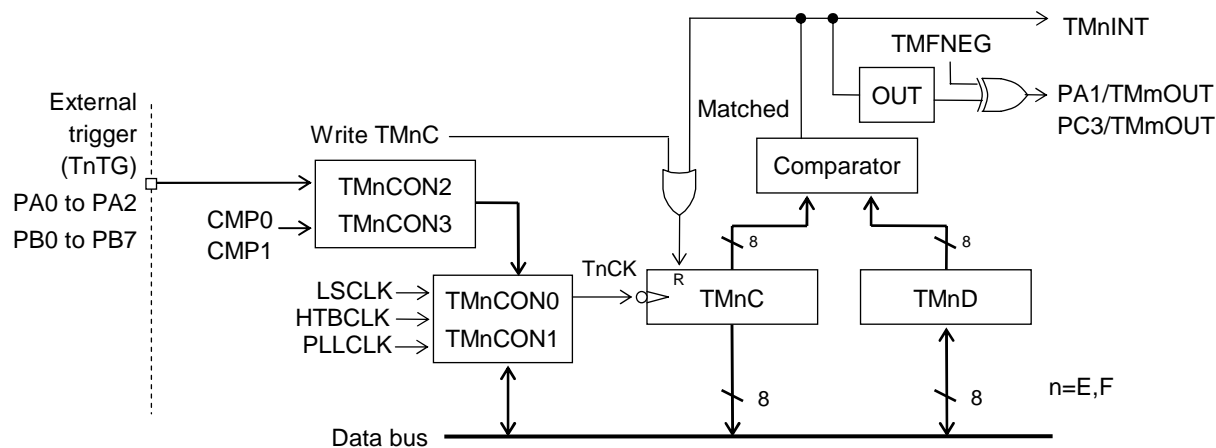 TMnINT
TMFNEG
OUT
PA1/TMmOUT
PC3/TMmOUT
External
trigger
(TnTG)
PA0 to PA2
PB0 to PB7
Matched
Write TMnC
Comparator
TMnCON2
TMnCON3
CMP0
CMP1
8
8
TnCK
R
TMnC
TMnD
LSCLK
HTBCLK
PLLCLK
TMnCON0
TMnCON1
8
8
n=E,F
Data bus